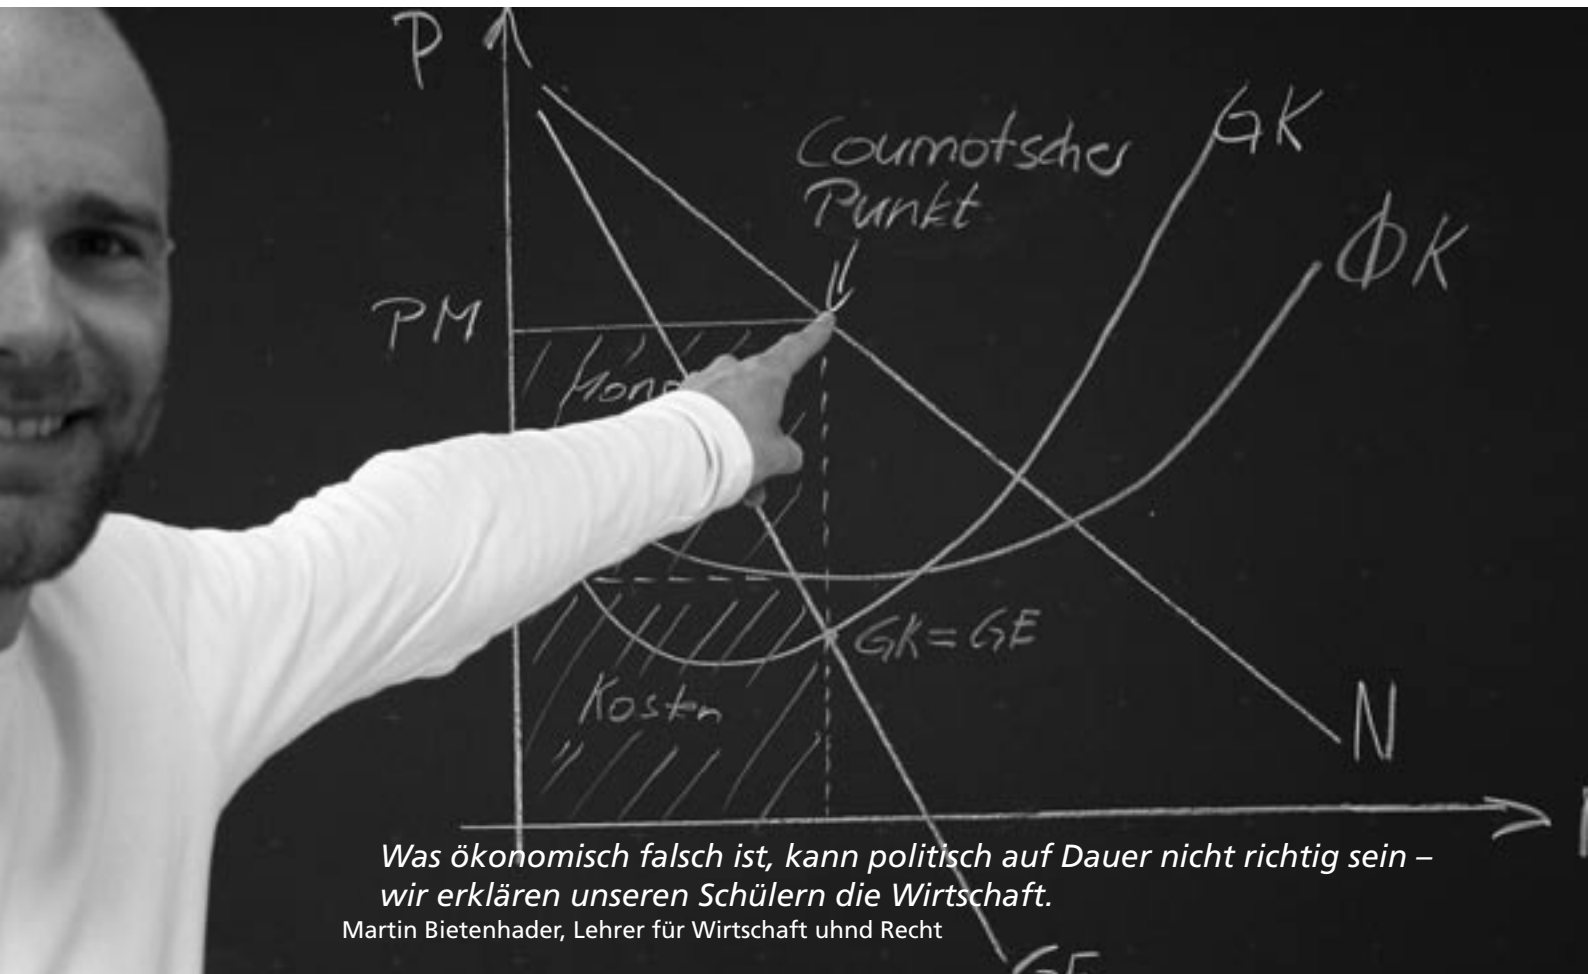 P
GK
Cournotscher
Punkt
ΦK
PM
GK=GE
Kosten
N
GE
Was ökonomisch falsch ist, kann politisch auf Dauer nicht richtig sein –
wir erklären unseren Schülern die Wirtschaft.
Martin Bietenhader, Lehrer für Wirtschaft uhnd Recht